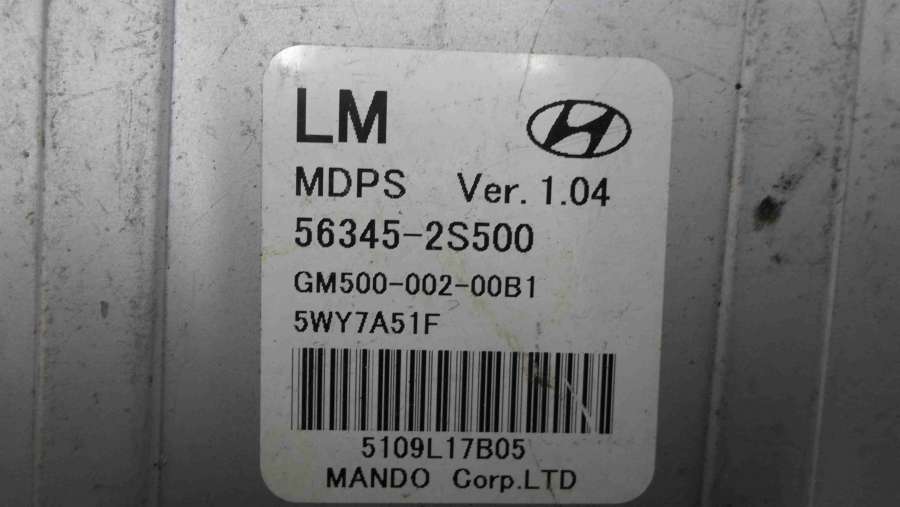 LM
MDPS Ver. 1.04
56345-2S500
GM500-002-00B1
5WY7A51F
5109L17B05
MANDO Corp.LTD